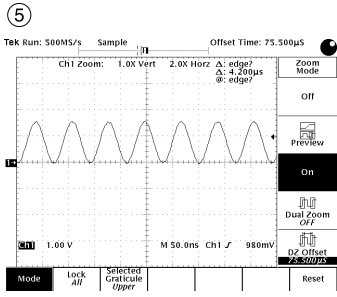 5
Tek Run: 500MS/s Sample Offset Time: 75.500µs
Ch1 Zoom: 1.0X Vert 2.0X Horz Δ: edge?
Δ: 4.200µs
@: edge?
Zoom
Mode
Off
Preview
On
Dual Zoom
OFF
DZ Offset
75.500µs
1
Ch1 1.00 V M 50.0ns Ch1 980mV
Mode
Lock
All
Selected
Graticule
Upper
Reset